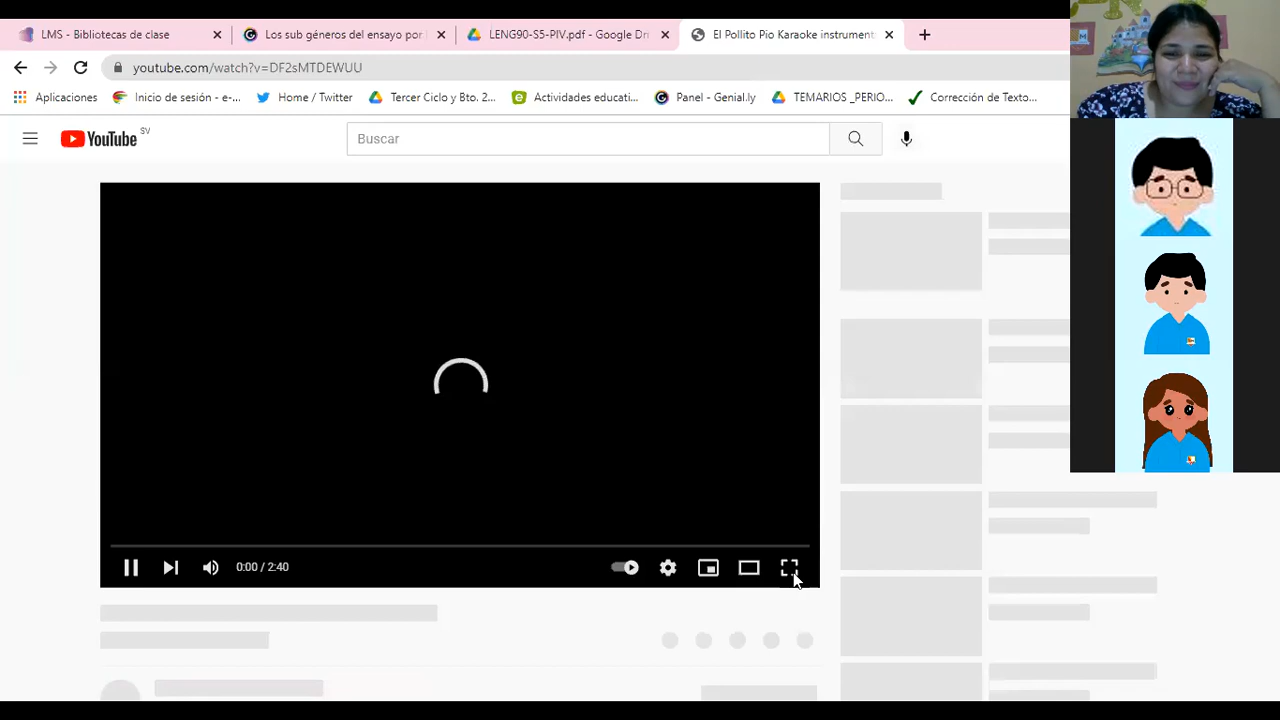 LMS - Bibliotecas de clase
Los sub géneros del ensayo por
LENG90-S5-PIV.pdf - Google Dr
El Pollito Pio Karaoke instrument
youtube.com/watch?v=DF2sMTDEWUU
Aplicaciones
Inicio de sesión - e-...
Home / Twitter
Tercer Ciclo y Bto. 2...
Actividades educati...
Panel - Genial.ly
TEMARIOS _PERIO...
Corrección de Texto...
YouTube SV
Buscar
0:00 / 2:40